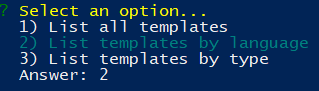 ? Select an option...
1) List all templates
2) List templates by language
3) List templates by type
Answer: 2